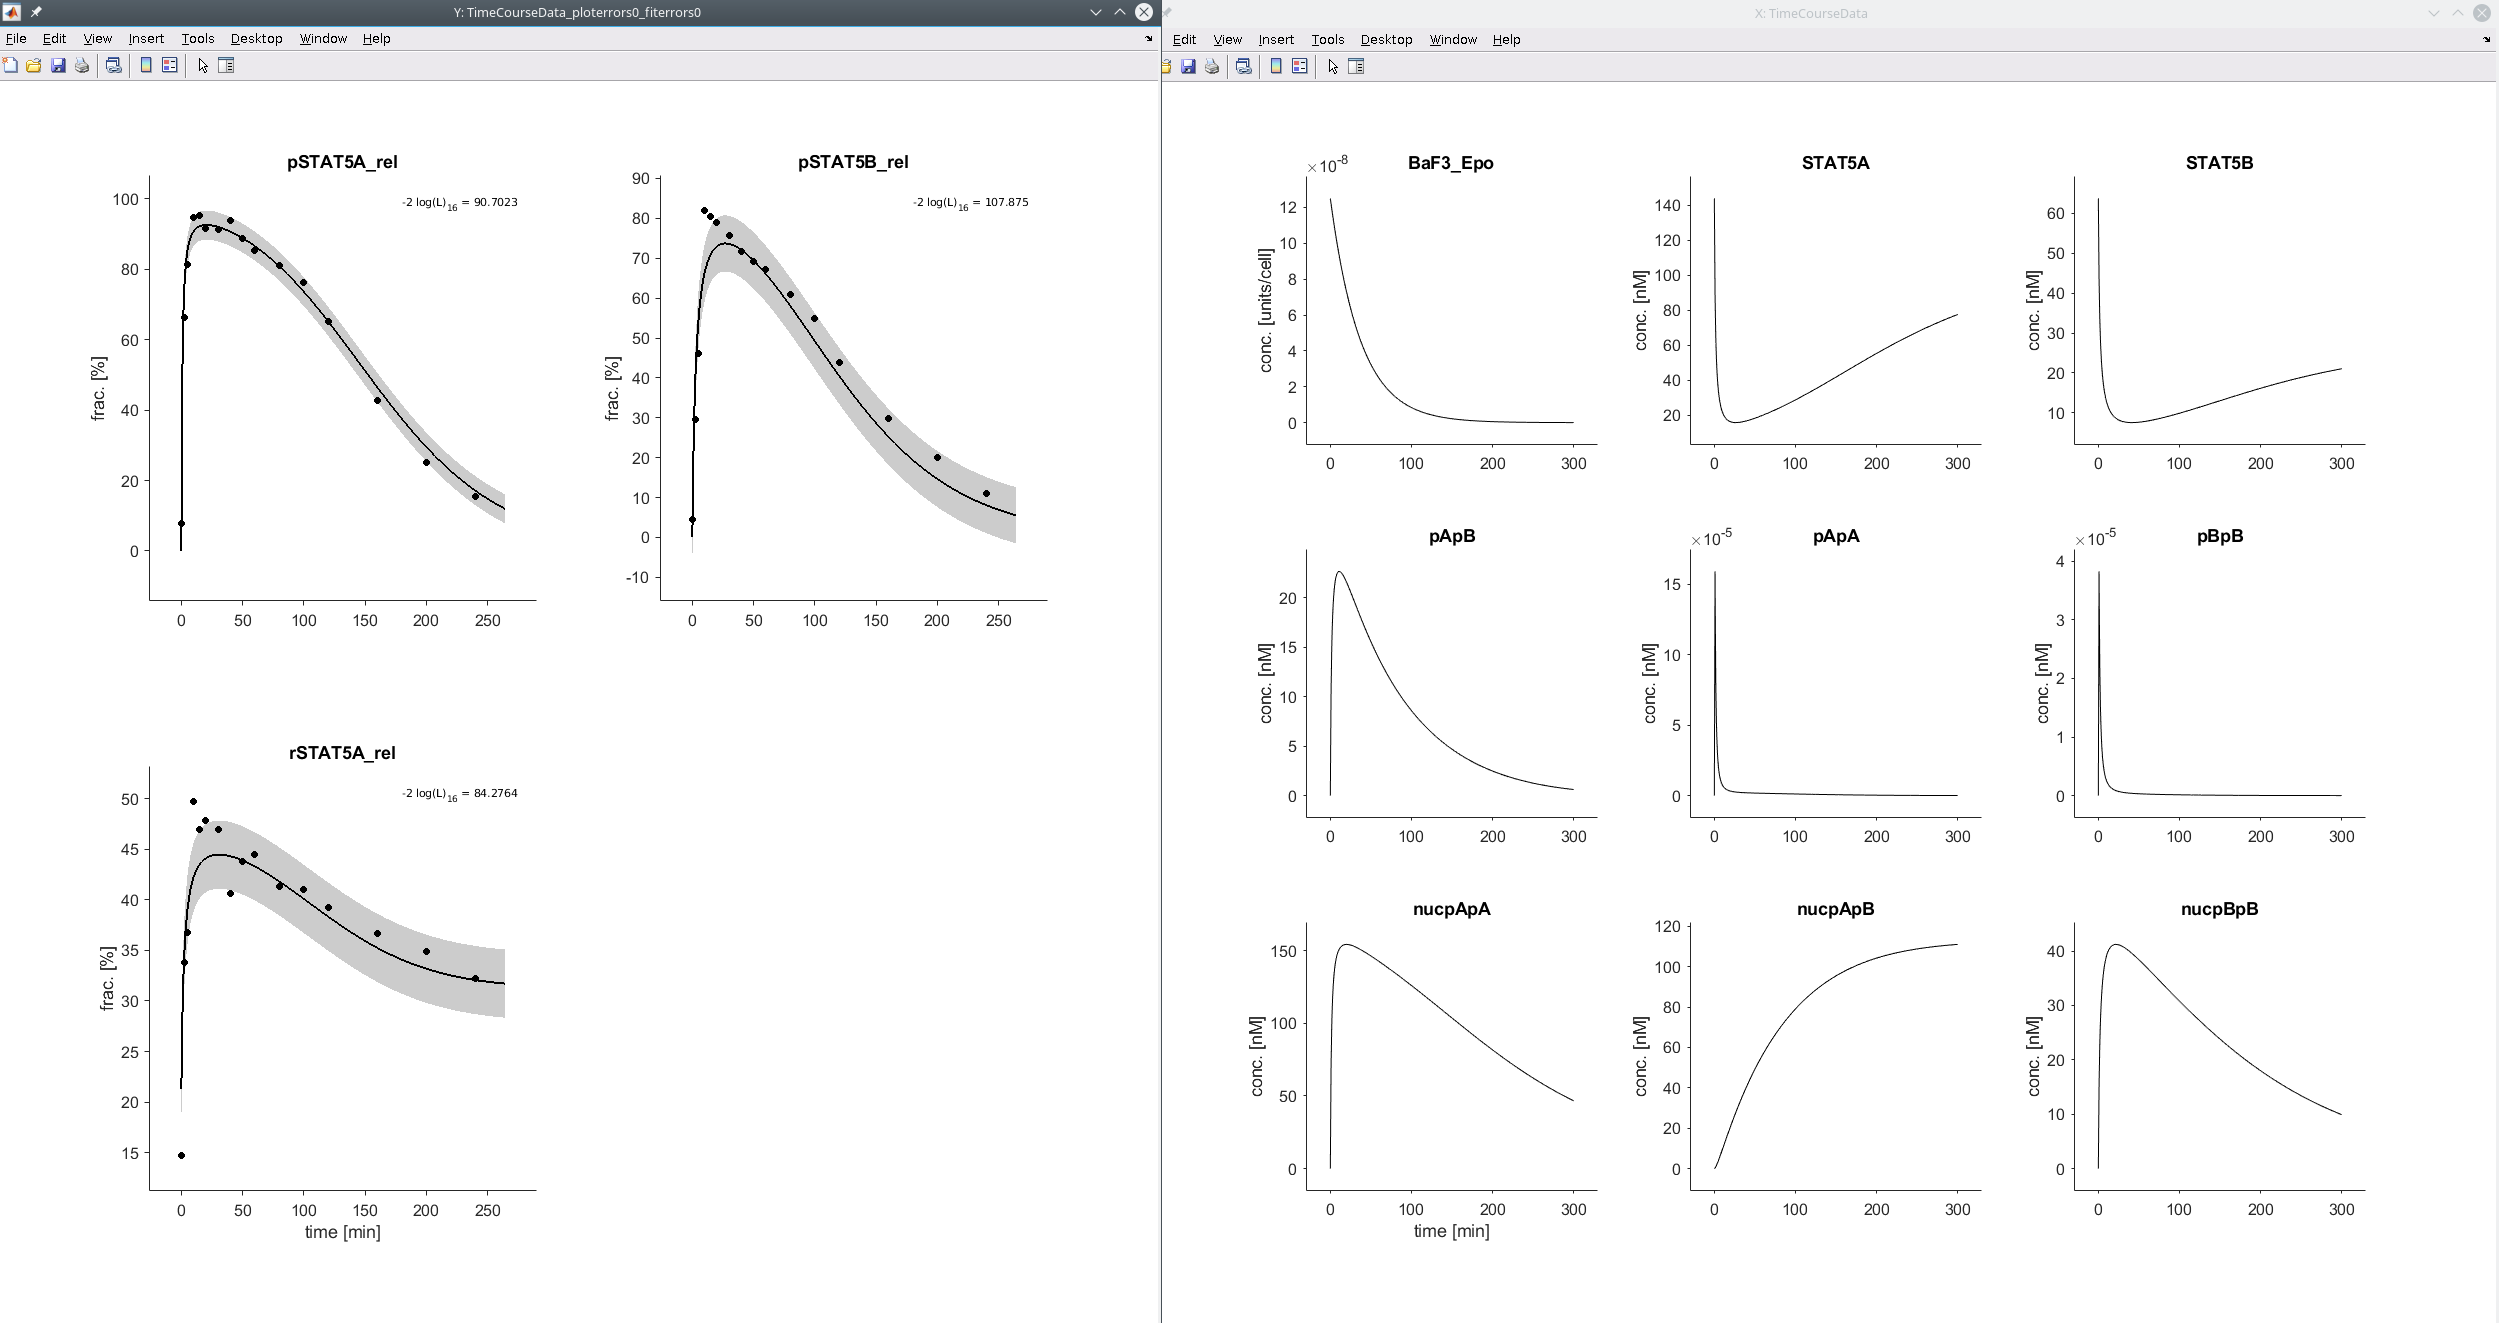 Y: TimeCourseData_ploterrors0_fiterrors0
File Edit View Insert Tools Desktop Window Help
pSTAT5A_rel
-2 log(L)16 = 90.7023
frac. [%]
100
80
60
40
20
0
0 50 100 150 200 250
pSTAT5B_rel
-2 log(L)16 = 107.875
frac. [%]
90
80
70
60
50
40
30
20
10
0
-10
0 50 100 150 200 250
rSTAT5A_rel
-2 log(L)16 = 84.2764
frac. [%]
50
45
40
35
30
25
20
15
0 50 100 150 200 250
time [min]
X: TimeCourseData
Edit View Insert Tools Desktop Window Help
×10-8
BaF3_Epo
conc. [units/cell]
12
10
8
6
4
2
0
0 100 200 300
STAT5A
conc. [nM]
140
120
100
80
60
40
20
0 100 200 300
STAT5B
conc. [nM]
60
50
40
30
20
10
0 100 200 300
pApB
conc. [nM]
20
15
10
5
0
0 100 200 300
×10-5
pApA
conc. [nM]
15
10
5
0
0 100 200 300
×10-5
pBpB
conc. [nM]
4
3
2
1
0
0 100 200 300
nucpApA
conc. [nM]
150
100
50
0
0 100 200 300
time [min]
nucpApB
conc. [nM]
120
100
80
60
40
20
0
0 100 200 300
nucpBpB
conc. [nM]
40
30
20
10
0
0 100 200 300